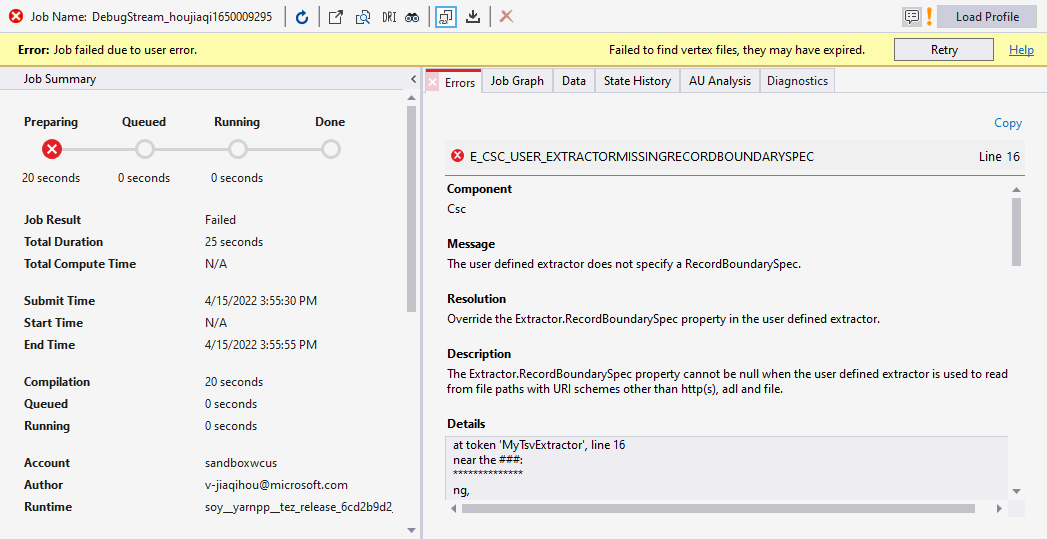 Job Name: DebugStream_houjiaqi1650009295
DRI
Load Profile
Error: Job failed due to user error.
Failed to find vertex files, they may have expired.
Retry
Help
Job Summary
Errors
Job Graph
Data
State History
AU Analysis
Diagnostics
Preparing Queued Running Done
20 seconds 0 seconds 0 seconds
Job Result Failed
Total Duration 25 seconds
Total Compute Time N/A
Submit Time 4/15/2022 3:55:30 PM
Start Time N/A
End Time 4/15/2022 3:55:55 PM
Compilation 20 seconds
Queued 0 seconds
Running 0 seconds
Account sandboxwcus
Author v-jiaqihou@microsoft.com
Runtime soy__yarnpp__tez_release_6cd2b9d2_
Copy
E_CSC_USER_EXTRACTORMISSINGRECORDBOUNDARYSPEC Line 16
Component
Csc
Message
The user defined extractor does not specify a RecordBoundarySpec.
Resolution
Override the Extractor.RecordBoundarySpec property in the user defined extractor.
Description
The Extractor.RecordBoundarySpec property cannot be null when the user defined extractor is used to read
from file paths with URI schemes other than http(s), adl and file.
Details
at token 'MyTsvExtractor', line 16
near the ###:
**************
ng,